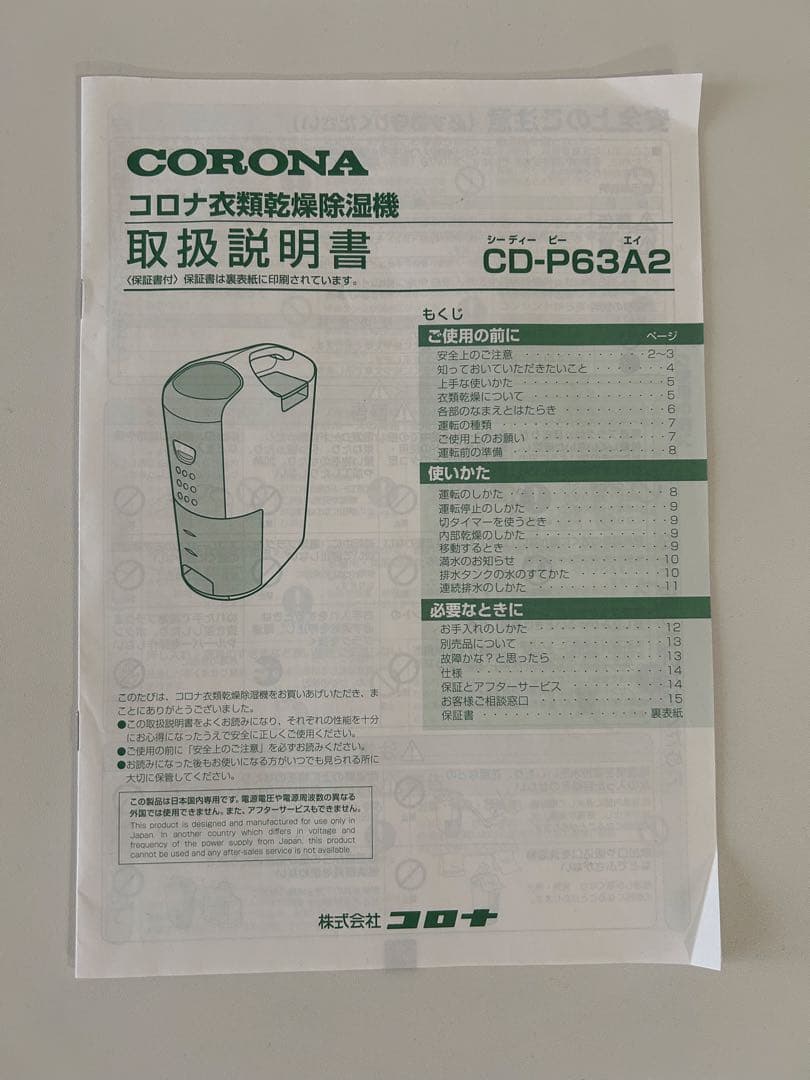 CORONA
コロナ衣類乾燥除湿機
取扱説明書
〈保証書付〉保証書は裏表紙に印刷されています。
シーディー ピー エイ
CD-P63A2
もくじ
ご使用の前に ページ
安全上のご注意 ・・・・・・・・・・・・・ 2~3
知っておいていただきたいこと ・・・・・・・ 4
上手な使いかた ・・・・・・・・・・・・・・ 5
衣類乾燥について ・・・・・・・・・・・・・ 5
各部のなまえとはたらき ・・・・・・・・・・ 6
運転の種類 ・・・・・・・・・・・・・・・・ 7
ご使用上のお願い ・・・・・・・・・・・・・ 7
運転前の準備 ・・・・・・・・・・・・・・・ 8
使いかた
運転のしかた ・・・・・・・・・・・・・・・ 8
運転停止のしかた ・・・・・・・・・・・・・ 9
切タイマーを使うとき ・・・・・・・・・・・ 9
内部乾燥のしかた ・・・・・・・・・・・・・ 9
移動するとき ・・・・・・・・・・・・・・・ 9
満水のお知らせ ・・・・・・・・・・・・・・ 10
排水タンクの水のすてかた ・・・・・・・・・ 10
連続排水のしかた ・・・・・・・・・・・・・ 11
必要なときに
お手入れのしかた ・・・・・・・・・・・・・ 12
別売品について ・・・・・・・・・・・・・・ 13
故障かな?と思ったら ・・・・・・・・・・・ 13
仕様 ・・・・・・・・・・・・・・・・・・・ 14
保証とアフターサービス ・・・・・・・・・・ 14
お客様ご相談窓口 ・・・・・・・・・・・・・ 15
保証書 ・・・・・・・・・・・・・・・・ 裏表紙
このたびは、コロナ衣類乾燥除湿機をお買いあげいただき、ま
ことにありがとうございました。
●この取扱説明書をよくお読みになり、それぞれの性能を十分
にお心得になったうえで安全に正しくご使用ください。
●ご使用の前に「安全上のご注意」を必ずお読みください。
●お読みになった後もお使いになる方がいつでも見られる所に
大切に保管してください。
この製品は日本国内専用です。電源電圧や電源周波数の異なる
外国では使用できません。また、アフターサービスもできません。
This product is designed and manufactured for use only in
Japan. In another country which differs in voltage and
frequency of the power supply from Japan, this product
cannot be used and any after-sales service is not available.
株式会社 コロナ